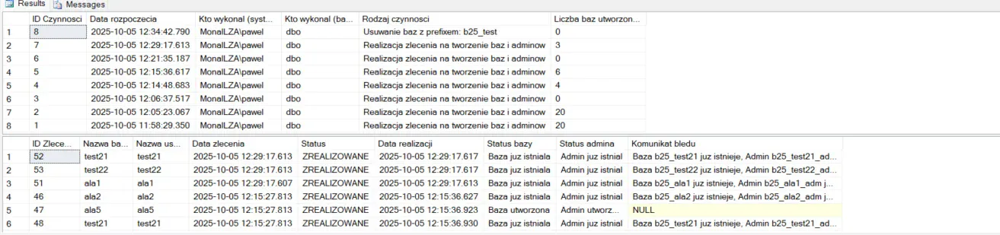 Results Messages
ID Czynnosci Data rozpoczecia Kto wykonal (syst... Kto wykonal (ba... Rodzaj czynnosci Liczba baz utworzon...
1 8 2025-10-05 12:34:42.790 MonalLZA\pawel dbo Usuwanie baz z prefixem: b25_test 0
2 7 2025-10-05 12:29:17.613 MonalLZA\pawel dbo Realizacja zlecenia na tworzenie baz i adminow 3
3 6 2025-10-05 12:21:35.187 MonalLZA\pawel dbo Realizacja zlecenia na tworzenie baz i adminow 0
4 5 2025-10-05 12:15:36.617 MonalLZA\pawel dbo Realizacja zlecenia na tworzenie baz i adminow 6
5 4 2025-10-05 12:14:48.683 MonalLZA\pawel dbo Realizacja zlecenia na tworzenie baz i adminow 4
6 3 2025-10-05 12:06:37.517 MonalLZA\pawel dbo Realizacja zlecenia na tworzenie baz i adminow 0
7 2 2025-10-05 12:05:23.067 MonalLZA\pawel dbo Realizacja zlecenia na tworzenie baz i adminow 20
8 1 2025-10-05 11:58:29.350 MonalLZA\pawel dbo Realizacja zlecenia na tworzenie baz i adminow 20
ID Zlece... Nazwa ba... Nazwa us... Data zlecenia Status Data realizacji Status bazy Status admina Komunikat bledu
1 52 test21 test21 2025-10-05 12:29:17.613 ZREALIZOWANE 2025-10-05 12:29:17.617 Baza juz istniala Admin juz istnial Baza b25_test21 juz istnieje, Admin b25_test21_ad...
2 53 test22 test22 2025-10-05 12:29:17.613 ZREALIZOWANE 2025-10-05 12:29:17.617 Baza juz istniala Admin juz istnial Baza b25_test22 juz istnieje, Admin b25_test22_ad...
3 51 ala1 ala1 2025-10-05 12:29:17.607 ZREALIZOWANE 2025-10-05 12:29:17.613 Baza juz istniala Admin juz istnial Baza b25_ala1 juz istnieje, Admin b25_ala1_adm j...
4 46 ala2 ala2 2025-10-05 12:15:27.813 ZREALIZOWANE 2025-10-05 12:15:36.627 Baza juz istniala Admin juz istnial Baza b25_ala2 juz istnieje, Admin b25_ala2_adm j...
5 47 ala5 ala5 2025-10-05 12:15:27.813 ZREALIZOWANE 2025-10-05 12:15:36.923 Baza utworzona Admin utworz... NULL
6 48 test21 test21 2025-10-05 12:15:27.813 ZREALIZOWANE 2025-10-05 12:15:36.930 Baza juz istniala Admin juz istnial Baza b25_test21 juz istnieje, Admin b25_test21_ad...